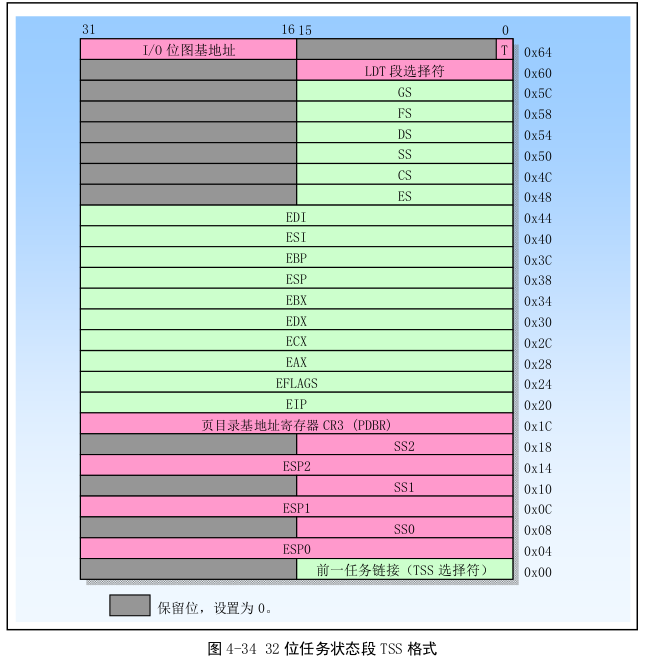 31 16 15 0
I/O 位图基地址 T 0x64
LDT 段选择符 0x60
GS 0x5C
FS 0x58
DS 0x54
SS 0x50
CS 0x4C
ES 0x48
EDI 0x44
ESI 0x40
EBP 0x3C
ESP 0x38
EBX 0x34
EDX 0x30
ECX 0x2C
EAX 0x28
EFLAGS 0x24
EIP 0x20
页目录基地址寄存器 CR3 (PDBR) 0x1C
SS2 0x18
ESP2 0x14
SS1 0x10
ESP1 0x0C
SS0 0x08
ESP0 0x04
前一任务链接（TSS 选择符） 0x00
保留位，设置为 0。
图 4-34 32 位任务状态段 TSS 格式